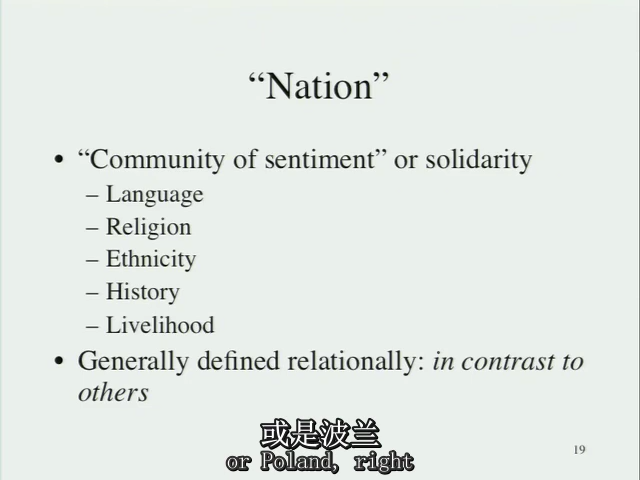 “Nation”
• “Community of sentiment” or solidarity
– Language
– Religion
– Ethnicity
– History
– Livelihood
• Generally defined relationally: in contrast to
others
或是波兰
or Poland, right
19